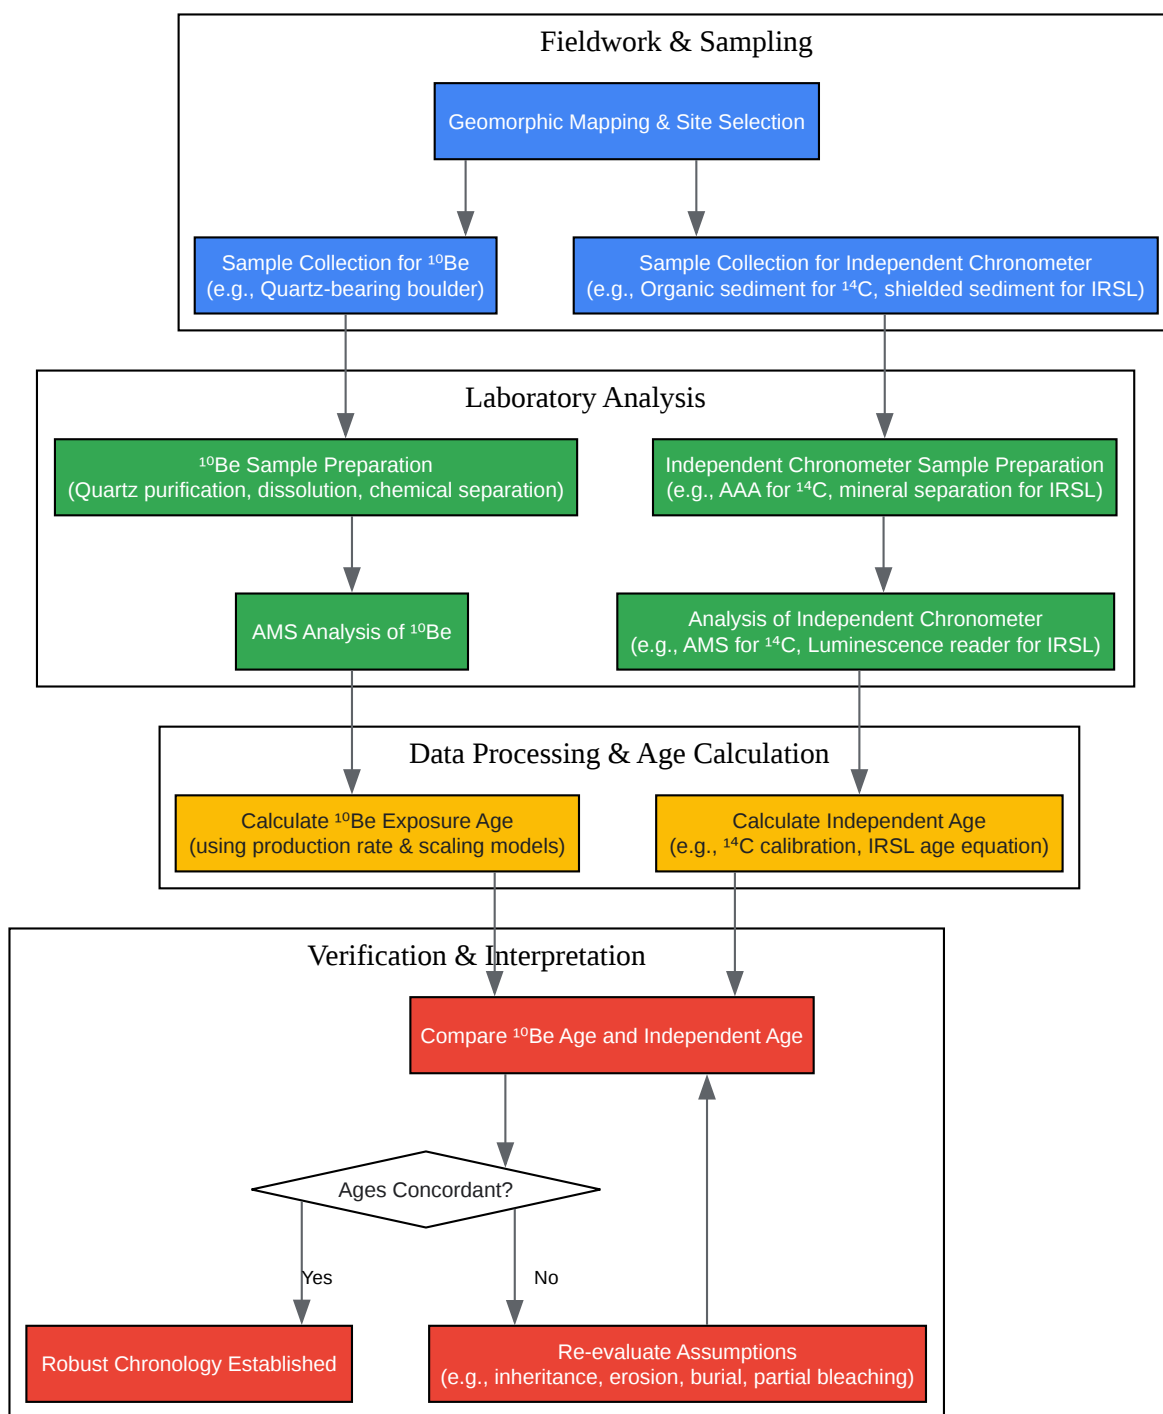 Fieldwork & Sampling
Geomorphic Mapping & Site Selection
Sample Collection for ¹⁰Be
(e.g., Quartz-bearing boulder)
Sample Collection for Independent Chronometer
(e.g., Organic sediment for ¹⁴C, shielded sediment for IRSL)
Laboratory Analysis
¹⁰Be Sample Preparation
(Quartz purification, dissolution, chemical separation)
Independent Chronometer Sample Preparation
(e.g., AAA for ¹⁴C, mineral separation for IRSL)
AMS Analysis of ¹⁰Be
Analysis of Independent Chronometer
(e.g., AMS for ¹⁴C, Luminescence reader for IRSL)
Data Processing & Age Calculation
Calculate ¹⁰Be Exposure Age
(using production rate & scaling models)
Calculate Independent Age
(e.g., ¹⁴C calibration, IRSL age equation)
Verification & Interpretation
Compare ¹⁰Be Age and Independent Age
Ages Concordant?
Yes
No
Robust Chronology Established
Re-evaluate Assumptions
(e.g., inheritance, erosion, burial, partial bleaching)